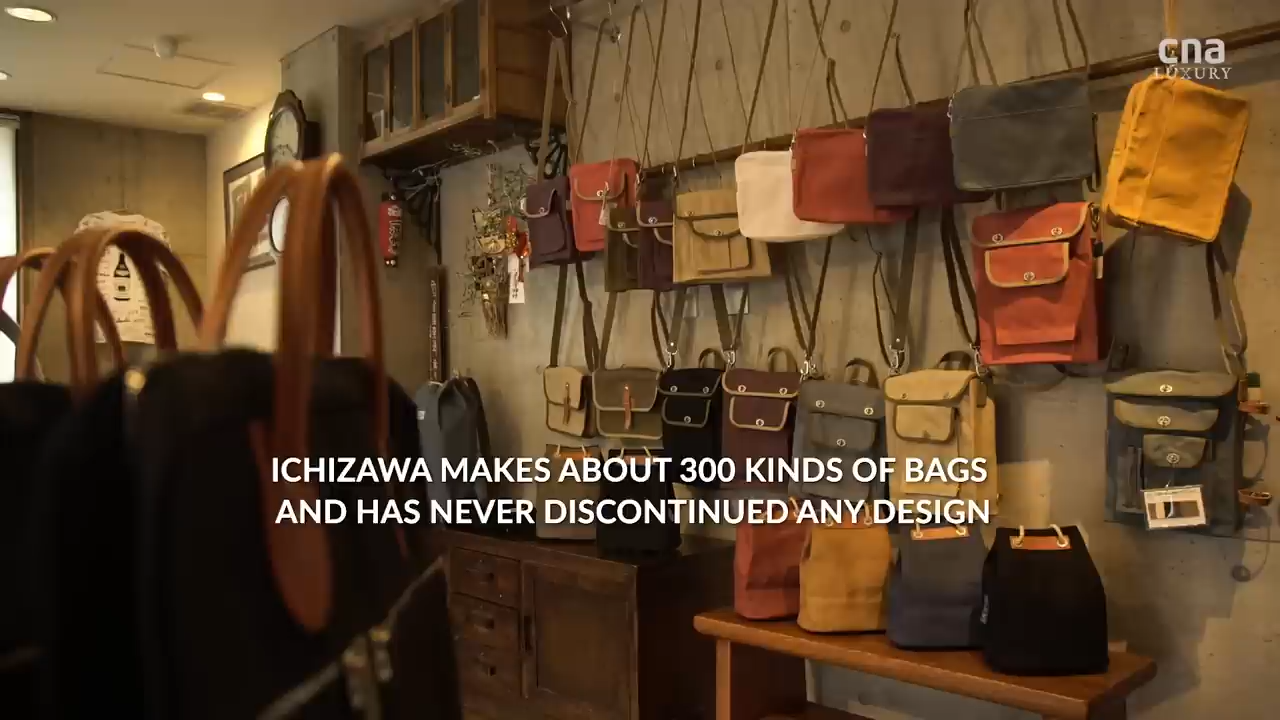 cna
LUXURY
ICHIZAWA MAKES ABOUT 300 KINDS OF BAGS
AND HAS NEVER DISCONTINUED ANY DESIGN